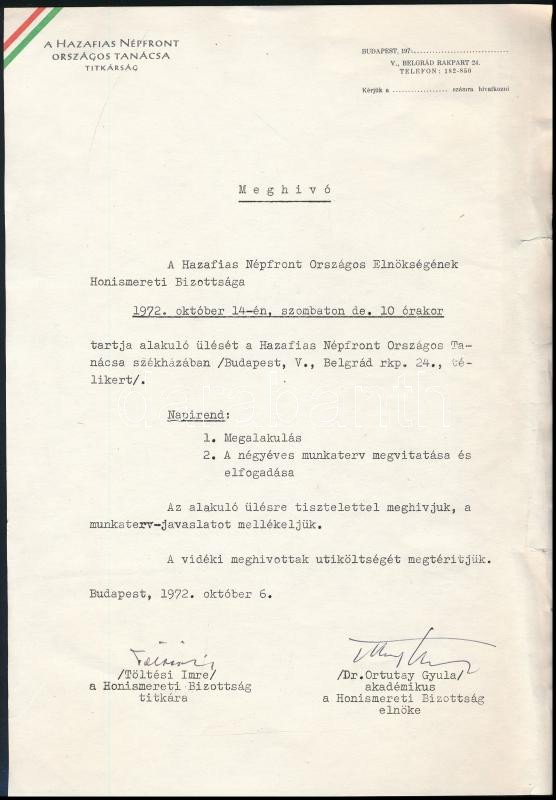 A HAZAFIAS NÉPFRONT
ORSZÁGOS TANÁCSA
TITKÁRSÁG
BUDAPEST, 197
V., BELGRÁD RAKPART 24.
TELEFON: 182-850
Kérjük a .................. számra hivatkozni
Meghivó
A Hazafias Népfront Országos Elnökségének
Honismereti Bizottsága
1972. október 14-én, szombaton de. 10 órakor
tartja alakuló ülését a Hazafias Népfront Országos Ta-
nácsa székházában /Budapest, V., Belgrád rkp. 24., té-
likert/.
Napirend:
1. Megalakulás
2. A négyéves munkaterv megvitatása és
elfogadása
Az alakuló ülésre tisztelettel meghivjuk, a
munkaterv-javaslatot mellékeljük.
A vidéki meghivottak utiköltségét megtéritjük.
Budapest, 1972. október 6.
/Töltési Imre/
a Honismereti Bizottság
titkára
/Dr.Ortutay Gyula/
akadémikus
a Honismereti Bizottság
elnöke